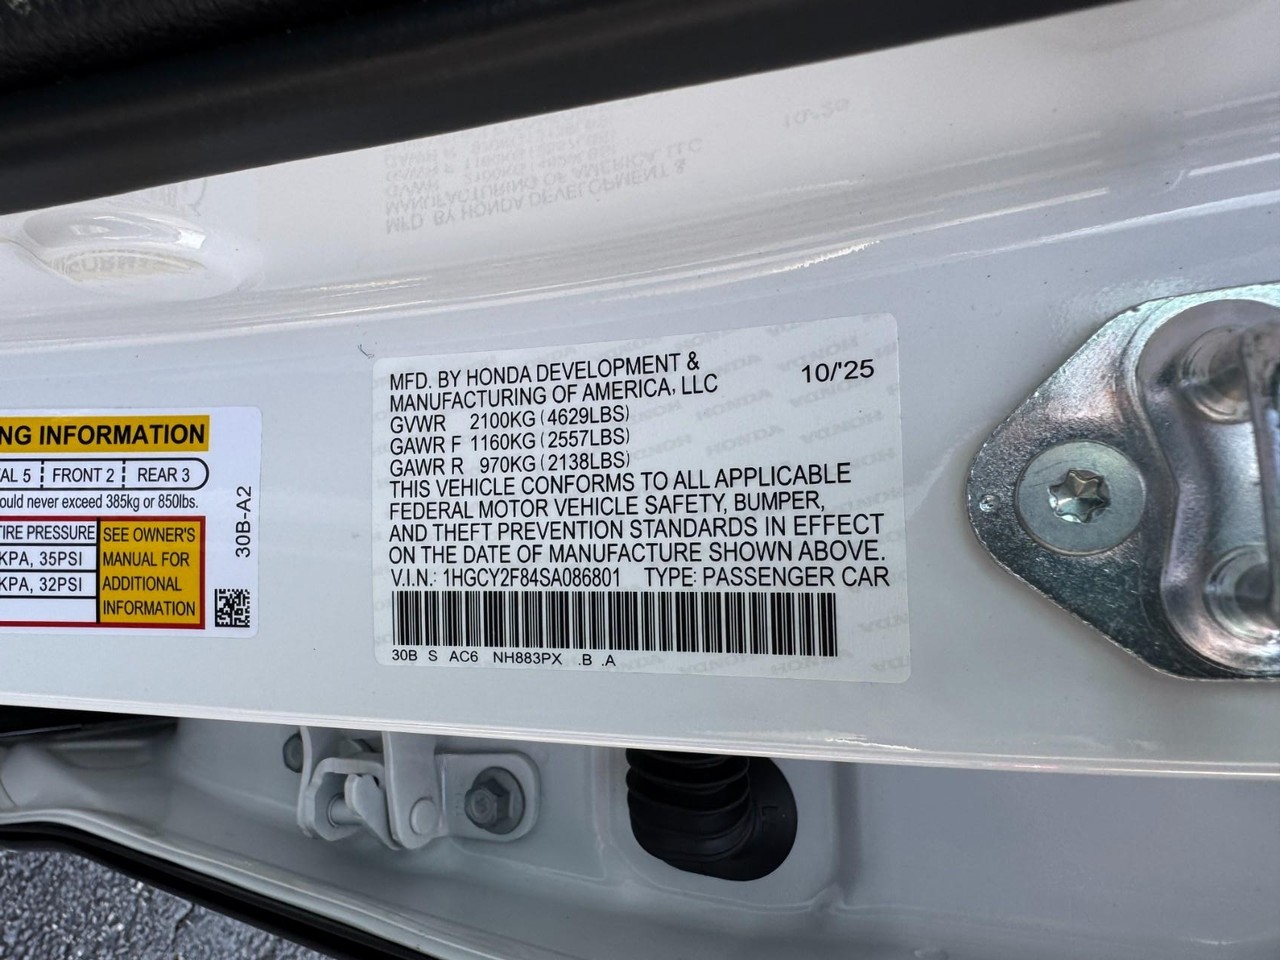 NG INFORMATION
AL 5 FRONT 2 REAR 3
ould never exceed 385kg or 850lbs.
TIRE PRESSURE
KPA, 35PSI
KPA, 32PSI
SEE OWNER'S
MANUAL FOR
ADDITIONAL
INFORMATION
30B-A2
MFD. BY HONDA DEVELOPMENT &
MANUFACTURING OF AMERICA, LLC
10/'25
GVWR 2100KG (4629LBS)
GAWR F 1160KG (2557LBS)
GAWR R 970KG (2138LBS)
THIS VEHICLE CONFORMS TO ALL APPLICABLE
FEDERAL MOTOR VEHICLE SAFETY, BUMPER,
AND THEFT PREVENTION STANDARDS IN EFFECT
ON THE DATE OF MANUFACTURE SHOWN ABOVE.
V.I.N.: 1HGCY2F84SA086801 TYPE: PASSENGER CAR
30B S AC6 NH883PX .B .A